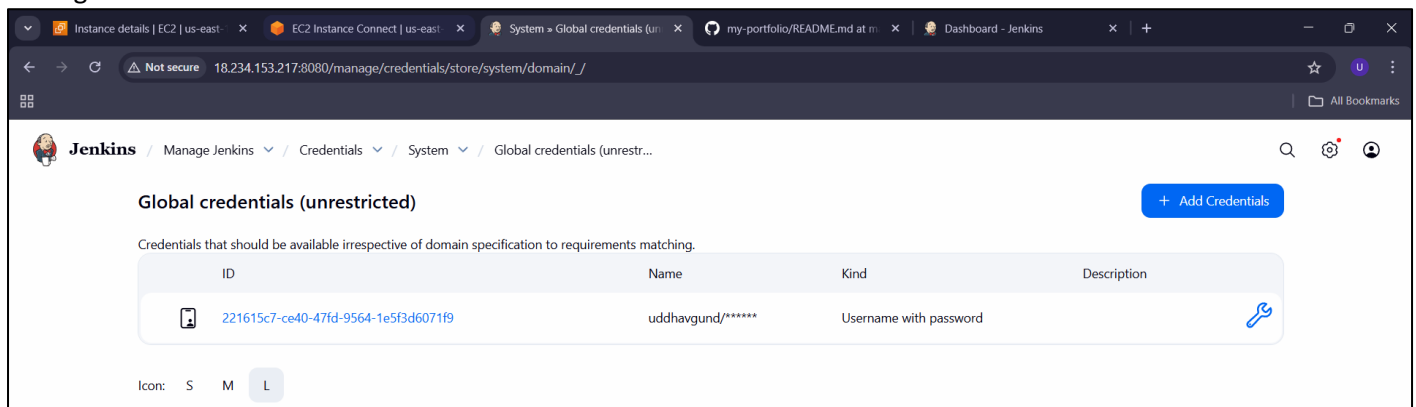 Instance details | EC2 | us-east-
EC2 Instance Connect | us-east-
System » Global credentials (un
my-portfolio/README.md at m
Dashboard - Jenkins
Not secure 18.234.153.217:8080/manage/credentials/store/system/domain/_/
U
All Bookmarks
Jenkins / Manage Jenkins / Credentials / System / Global credentials (unrestr...
Global credentials (unrestricted)
+ Add Credentials
Credentials that should be available irrespective of domain specification to requirements matching.
ID Name Kind Description
221615c7-ce40-47fd-9564-1e5f3d6071f9 uddhavgund/****** Username with password
Icon: S M L